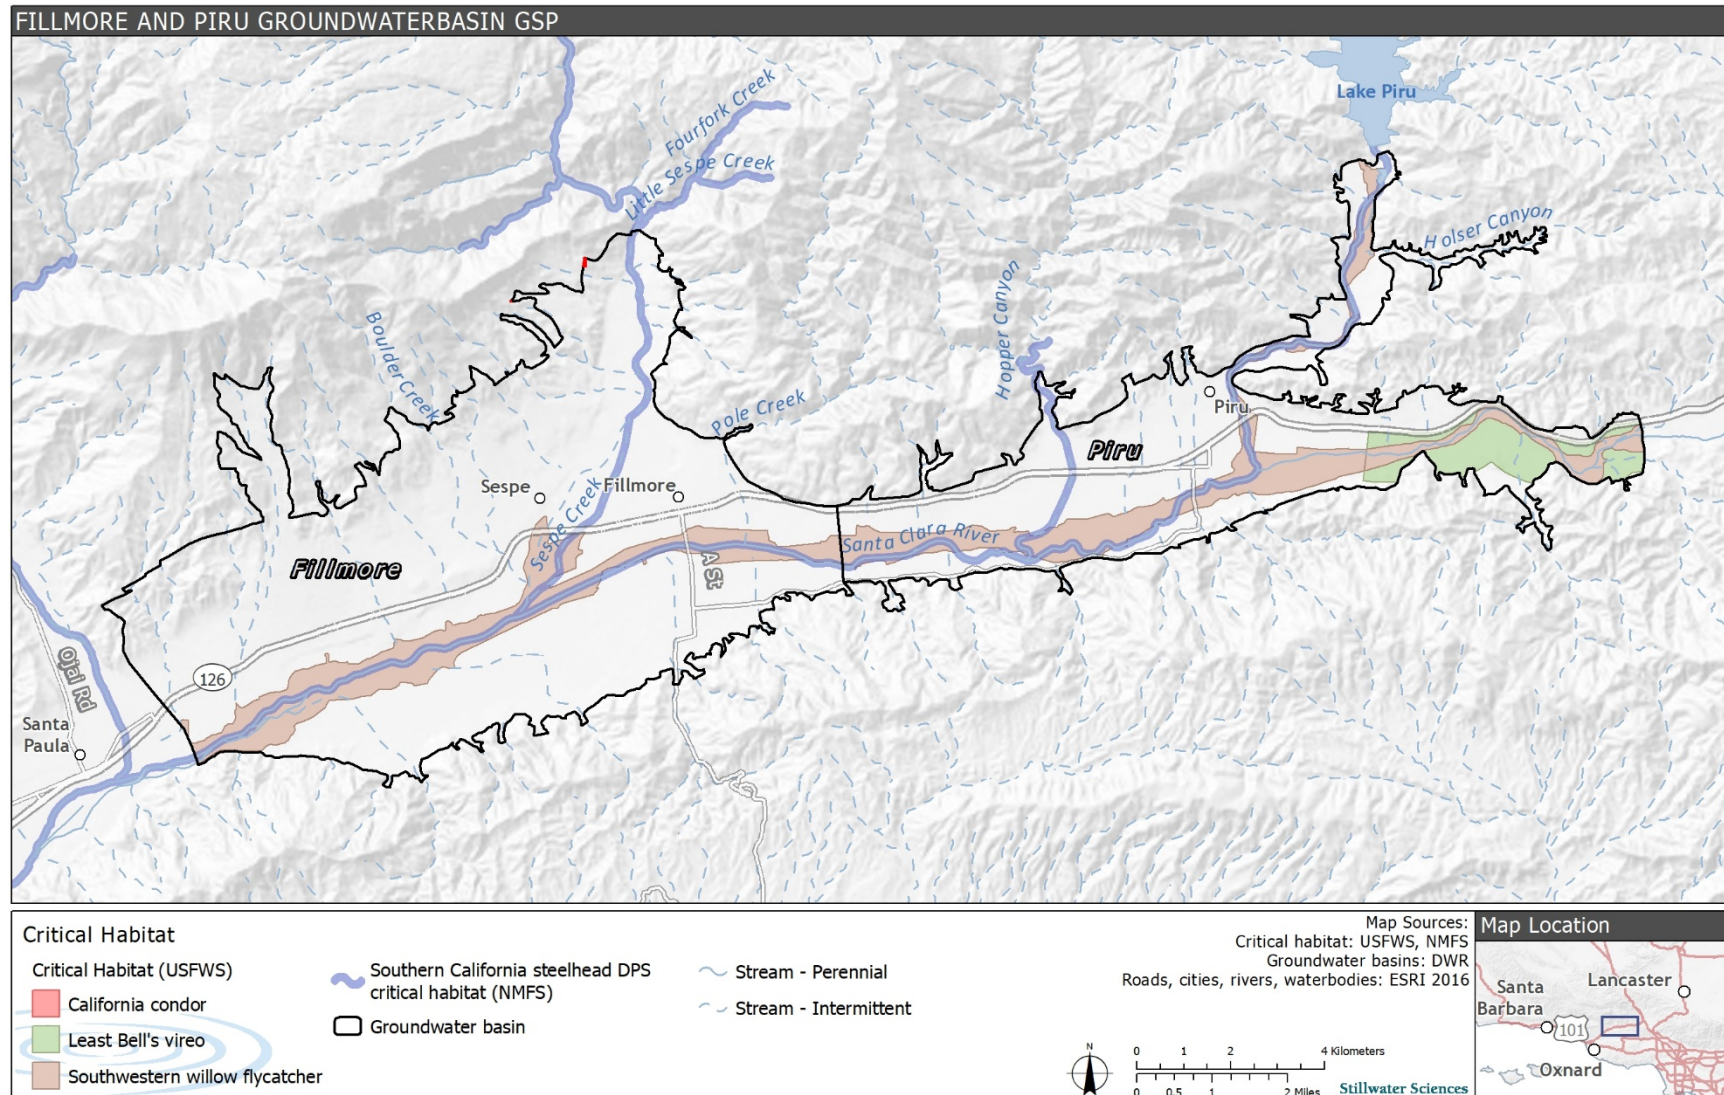 FILLMORE AND PIRU GROUNDWATERBASIN GSP
Lake Piru
Fourfork Creek
Little Sespe Creek
Holser Canyon
Hopper Canyon
Boulder Creek
Pole Creek
Piru
Piru
Sespe
Fillmore
Sespe Creek
Santa Clara River
Fillmore
A St
Ojai Rd
126
Santa
Paula
Critical Habitat
Critical Habitat (USFWS)
California condor
Least Bell's vireo
Southwestern willow flycatcher
Southern California steelhead DPS
critical habitat (NMFS)
Groundwater basin
Stream - Perennial
Stream - Intermittent
Map Sources:
Critical habitat: USFWS, NMFS
Groundwater basins: DWR
Roads, cities, rivers, waterbodies: ESRI 2016
N
0 1 2 4 Kilometers
0 0.5 1 2 Miles
Stillwater Sciences
Map Location
Lancaster
Santa
Barbara
101
Oxnard